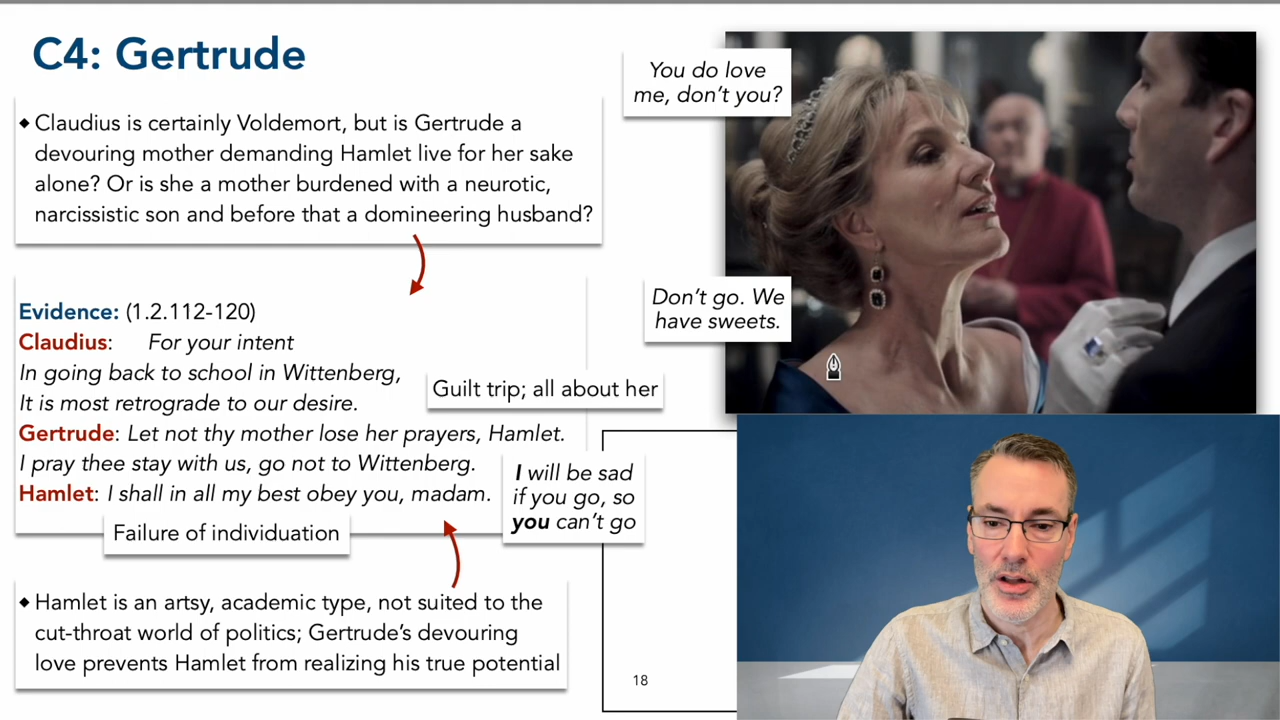 C4: Gertrude
◆ Claudius is certainly Voldemort, but is Gertrude a
devouring mother demanding Hamlet live for her sake
alone? Or is she a mother burdened with a neurotic,
narcissistic son and before that a domineering husband?
Evidence: (1.2.112-120)
Claudius: For your intent
In going back to school in Wittenberg,
It is most retrograde to our desire.
Gertrude: Let not thy mother lose her prayers, Hamlet.
I pray thee stay with us, go not to Wittenberg.
Hamlet: I shall in all my best obey you, madam.
Guilt trip; all about her
I will be sad
if you go, so
you can't go
Failure of individuation
◆ Hamlet is an artsy, academic type, not suited to the
cut-throat world of politics; Gertrude's devouring
love prevents Hamlet from realizing his true potential
You do love
me, don't you?
Don't go. We
have sweets.
18